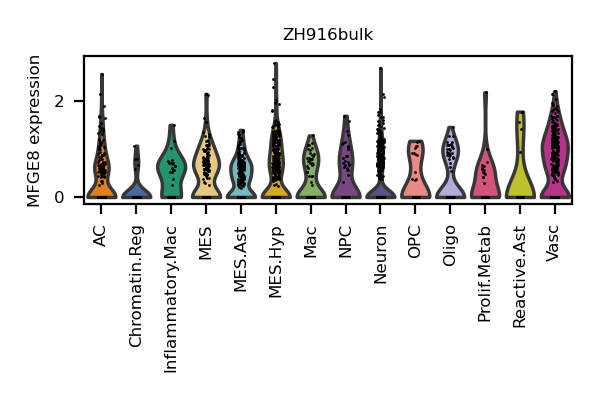 ZH916bulk
MFGE8 expression
2
0
AC
Chromatin.Reg
Inflammatory.Mac
MES
MES.Ast
MES.Hyp
Mac
NPC
Neuron
OPC
Oligo
Prolif.Metab
Reactive.Ast
Vasc